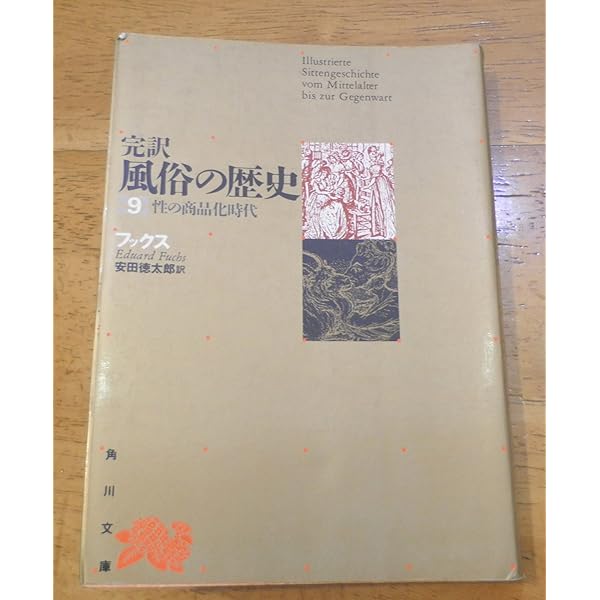 Illustrierte
Sittengeschichte
vom Mittelalter
bis zur Gegenwart
完訳
風俗の歴史
9 性の商品化時代
フックス
Eduard Fuchs
安田徳太郎訳
角川文庫